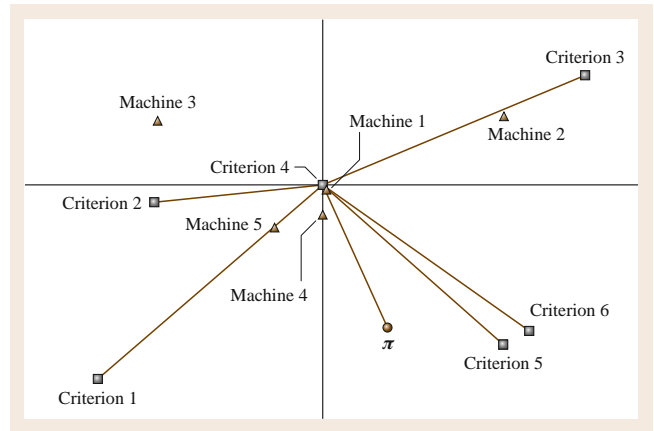 Criterion 3
Machine 3
Machine 1
Machine 2
Criterion 4
Criterion 2
Machine 5
Machine 4
Criterion 6
π
Criterion 5
Criterion 1